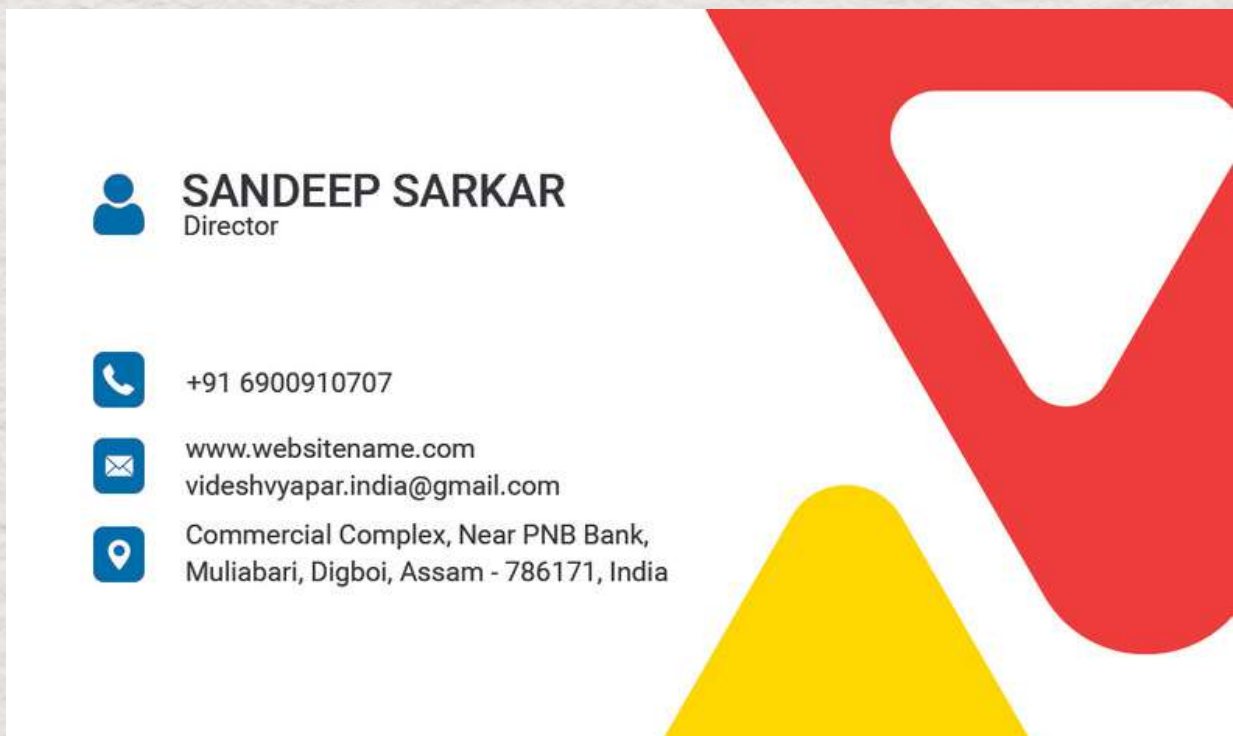 SANDEEP SARKAR
Director
+91 6900910707
www.websitename.com
videshvyapar.india@gmail.com
Commercial Complex, Near PNB Bank,
Muliabari, Digboi, Assam - 786171, India